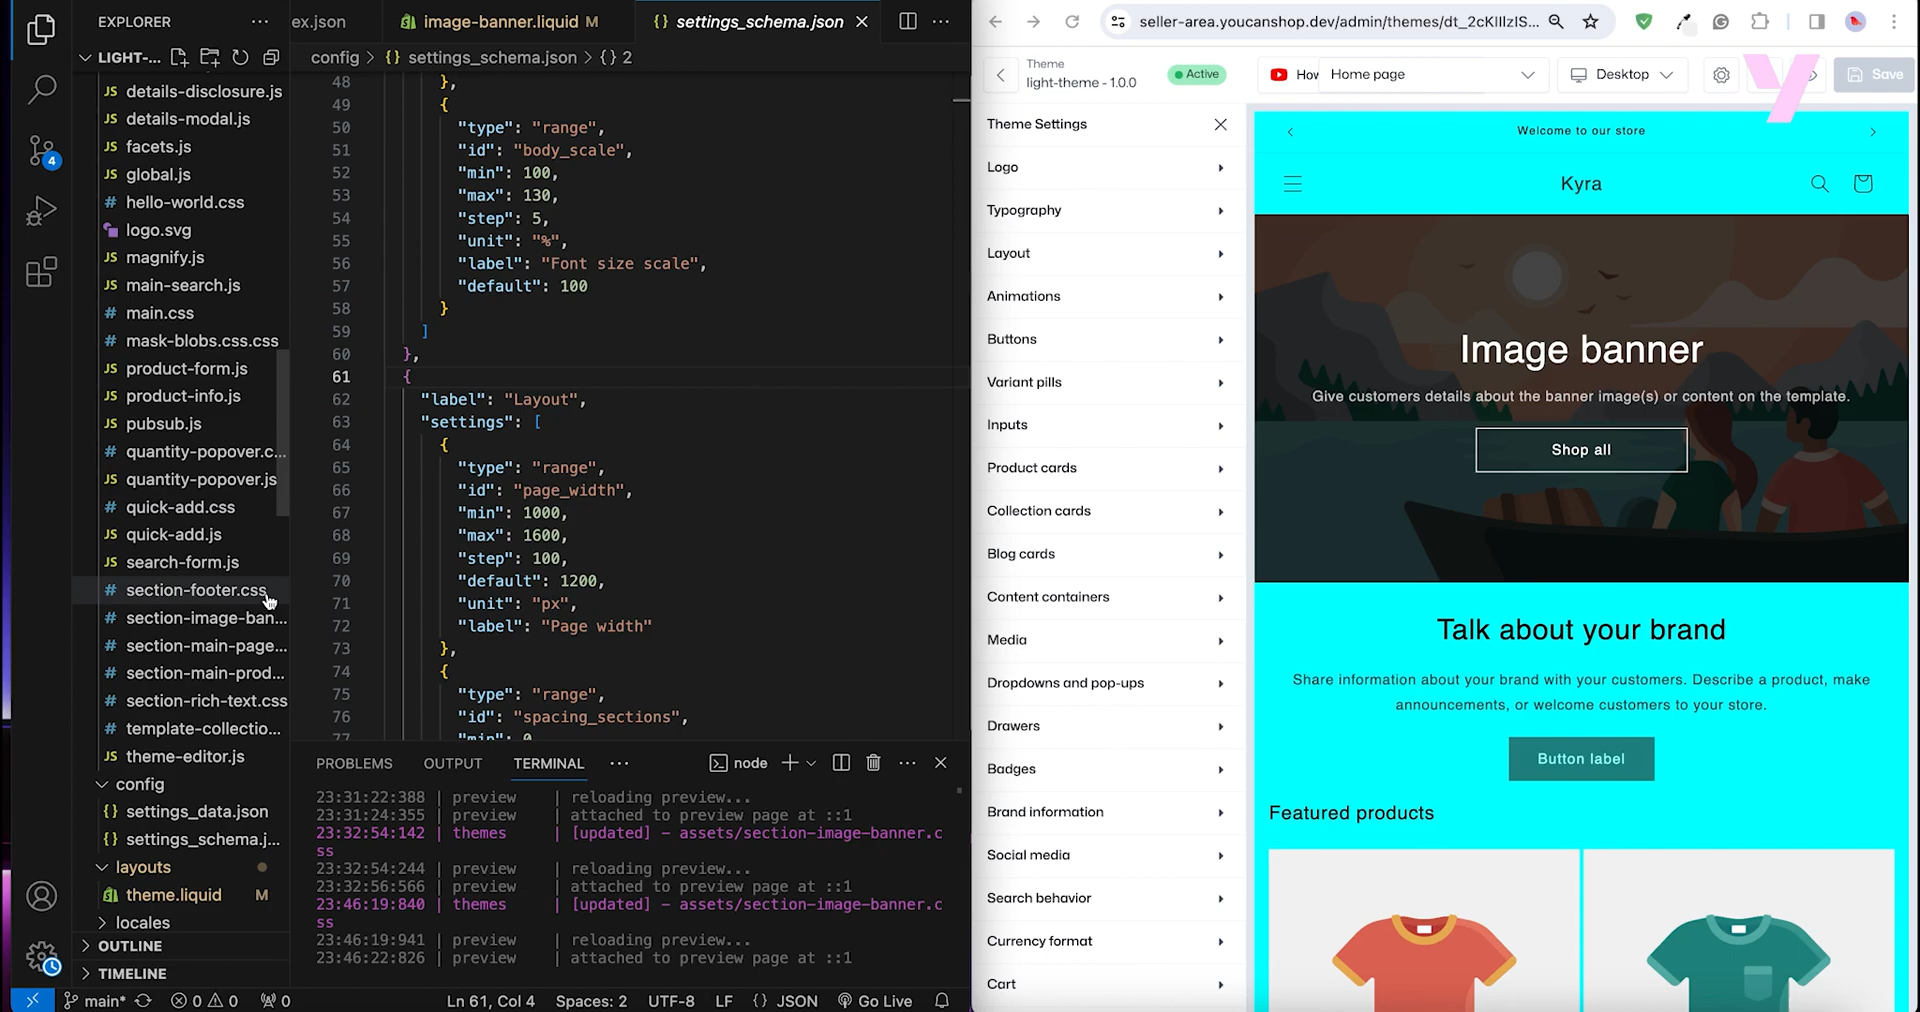 EXPLORER
LIGHT-...
details-disclosure.js
details-modal.js
facets.js
global.js
hello-world.css
logo.svg
magnify.js
main-search.js
main.css
mask-blobs.css.css
product-form.js
product-info.js
pubsub.js
quantity-popover.c...
quantity-popover.js
quick-add.css
quick-add.js
search-form.js
section-footer.css
section-image-ban...
section-main-page...
section-main-prod...
section-rich-text.css
template-collectio...
theme-editor.js
config
settings_data.json
settings_schema.j...
layouts
theme.liquid M
locales
OUTLINE
TIMELINE
4
ex.json
image-banner.liquid M
{} settings_schema.json
config > {} settings_schema.json > {} 2
48 },
49 {
50 "type": "range",
51 "id": "body_scale",
52 "min": 100,
53 "max": 130,
54 "step": 5,
55 "unit": "%",
56 "label": "Font size scale",
57 "default": 100
58 }
59 ]
60 },
61 {
62 "label": "Layout",
63 "settings": [
64 {
65 "type": "range",
66 "id": "page_width",
67 "min": 1000,
68 "max": 1600,
69 "step": 100,
70 "default": 1200,
71 "unit": "px",
72 "label": "Page width"
73 },
74 {
75 "type": "range",
76 "id": "spacing_sections",
77 "min": 0
PROBLEMS OUTPUT TERMINAL ... node
23:31:22:388 | preview | reloading preview...
23:31:24:355 | preview | attached to preview page at ::1
23:32:54:142 | themes | [updated] - assets/section-image-banner.c
ss
23:32:54:244 | preview | reloading preview...
23:32:56:566 | preview | attached to preview page at ::1
23:46:19:840 | themes | [updated] - assets/section-image-banner.c
ss
23:46:19:941 | preview | reloading preview...
23:46:22:826 | preview | attached to preview page at ::1
main* 0 0 0 Ln 61, Col 4 Spaces: 2 UTF-8 LF {} JSON Go Live
seller-area.youcanshop.dev/admin/themes/dt_2cKIIIzIS...
Theme
light-theme - 1.0.0
Active
How
Home page
Desktop
Save
Theme Settings
Logo
Typography
Layout
Animations
Buttons
Variant pills
Inputs
Product cards
Collection cards
Blog cards
Content containers
Media
Dropdowns and pop-ups
Drawers
Badges
Brand information
Social media
Search behavior
Currency format
Cart
Welcome to our store
Kyra
Image banner
Give customers details about the banner image(s) or content on the template.
Shop all
Talk about your brand
Share information about your brand with your customers. Describe a product, make
announcements, or welcome customers to your store.
Button label
Featured products